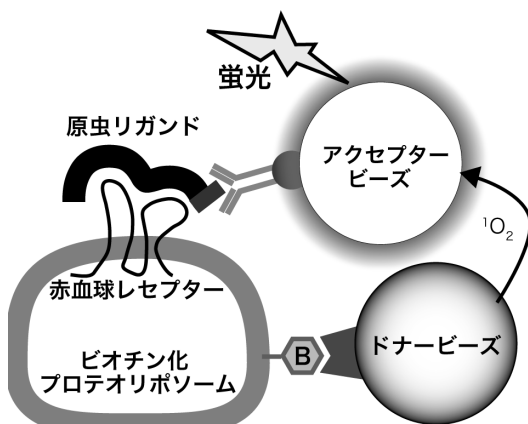 蛍光
原虫リガンド
アクセプター
ビーズ
¹O₂
赤血球レセプター
ドナービーズ
B
ビオチン化
プロテオリポソーム